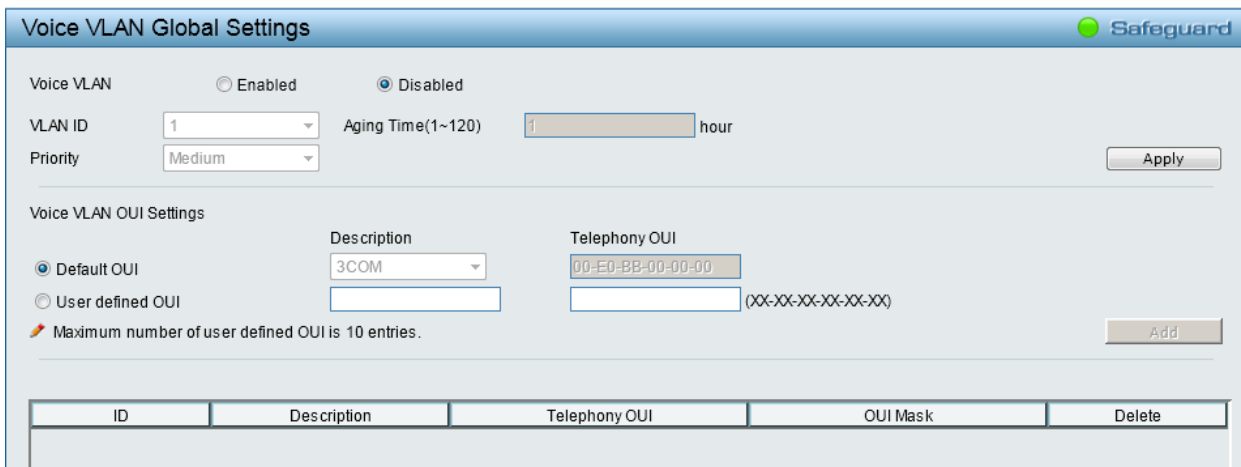 Voice VLAN Global Settings Safeguard
Voice VLAN Enabled Disabled
VLAN ID 1 Aging Time(1~120) 1 hour
Priority Medium Apply
Voice VLAN OUI Settings
Description Telephony OUI
Default OUI 3COM 00-E0-BB-00-00-00
User defined OUI (XX-XX-XX-XX-XX-XX)
Maximum number of user defined OUI is 10 entries. Add
ID Description Telephony OUI OUI Mask Delete